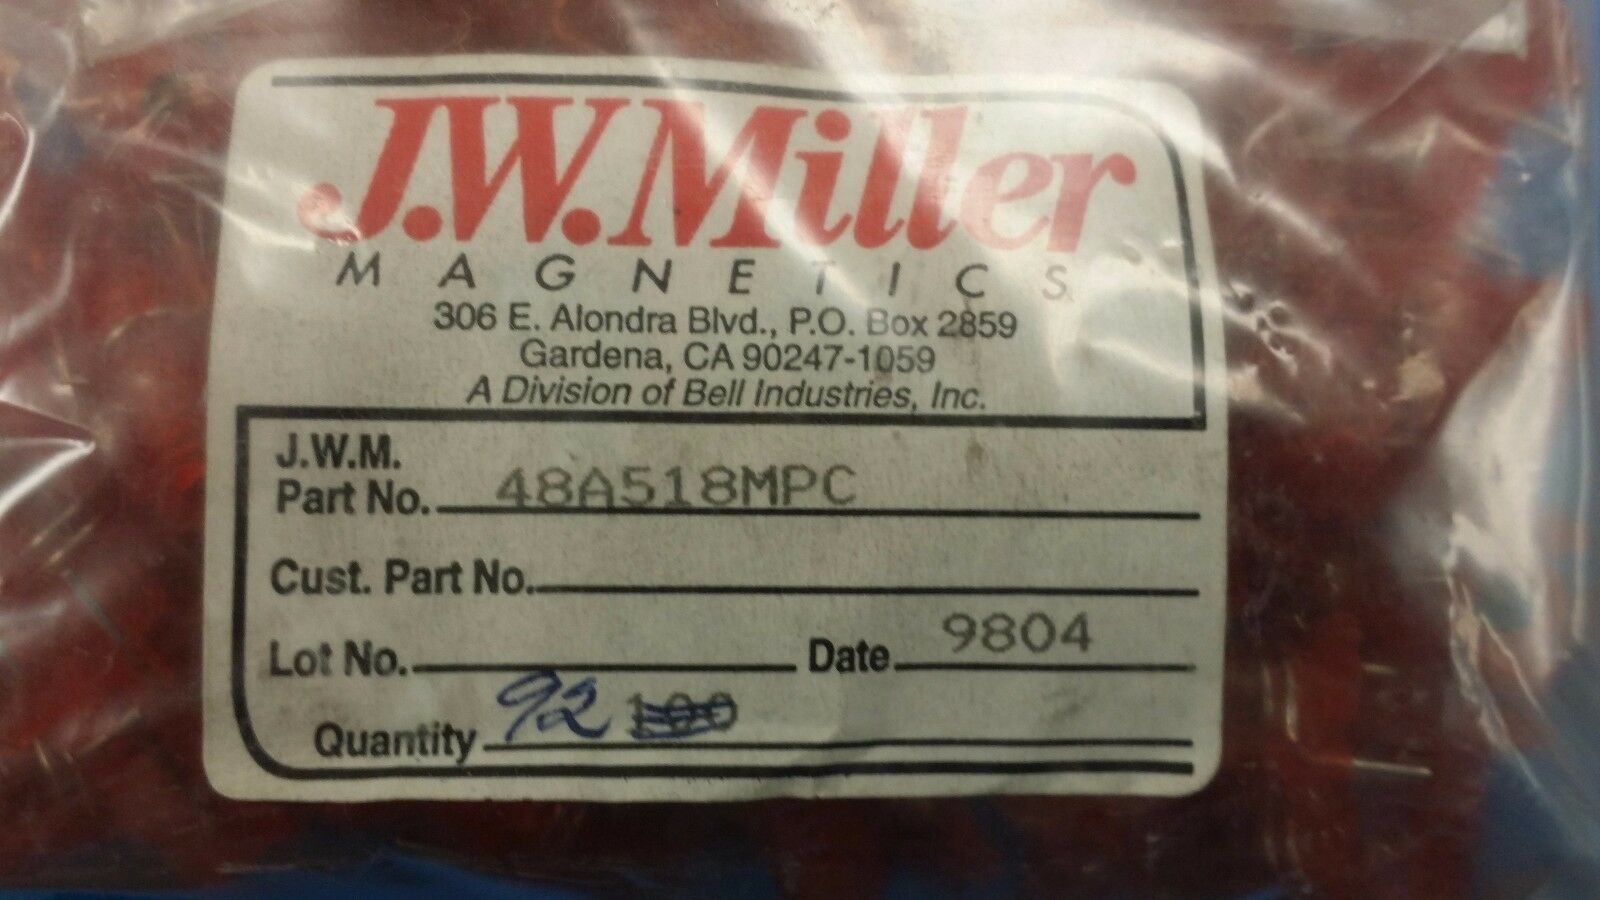 J.W.Miller
MAGNETICS
306 E. Alondra Blvd., P.O. Box 2859
Gardena, CA 90247-1059
A Division of Bell Industries, Inc.
J.W.M.
Part No. 48A518MPC
Cust. Part No.
Lot No. Date 9804
Quantity 92 100